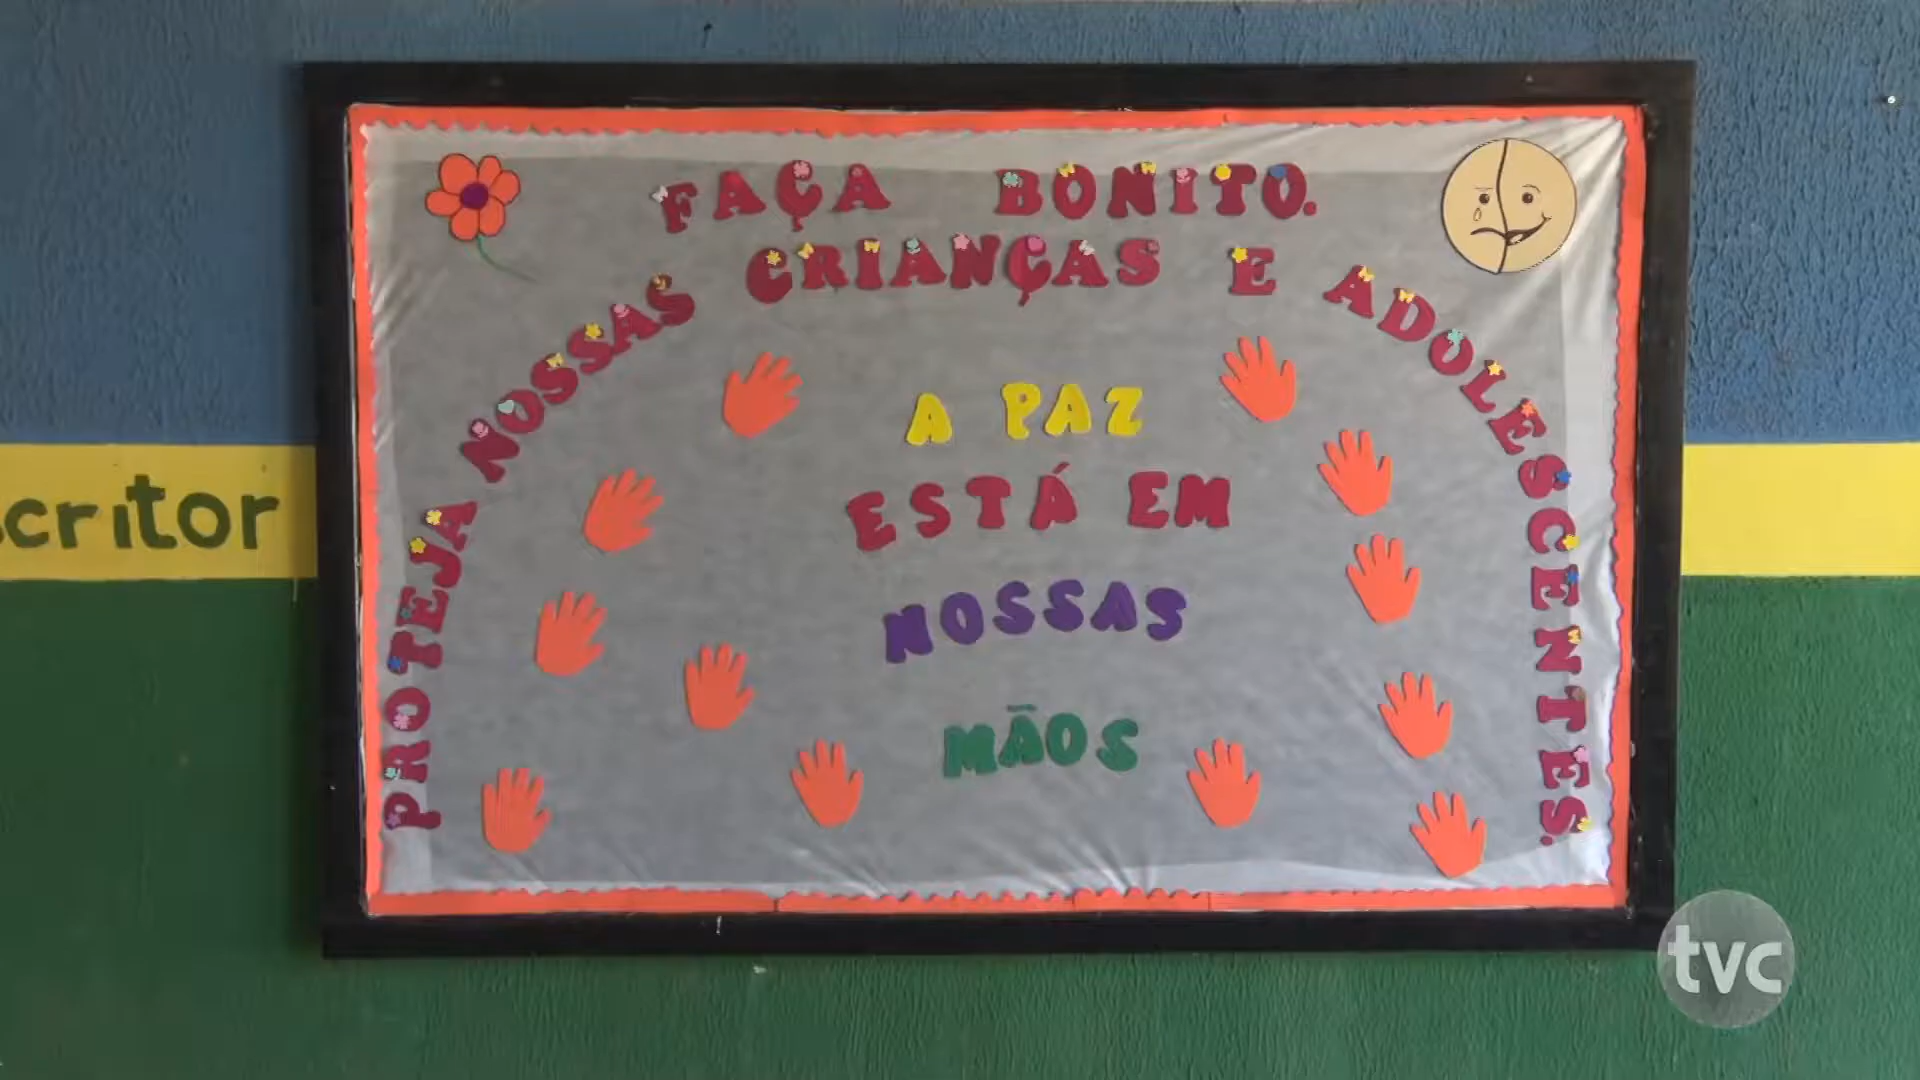 FAÇA BONITO.
PROTEJA NOSSAS CRIANÇAS E ADOLESCENTES.
A PAZ
ESTÁ EM
NOSSAS
MÃOS
scritor
tvc